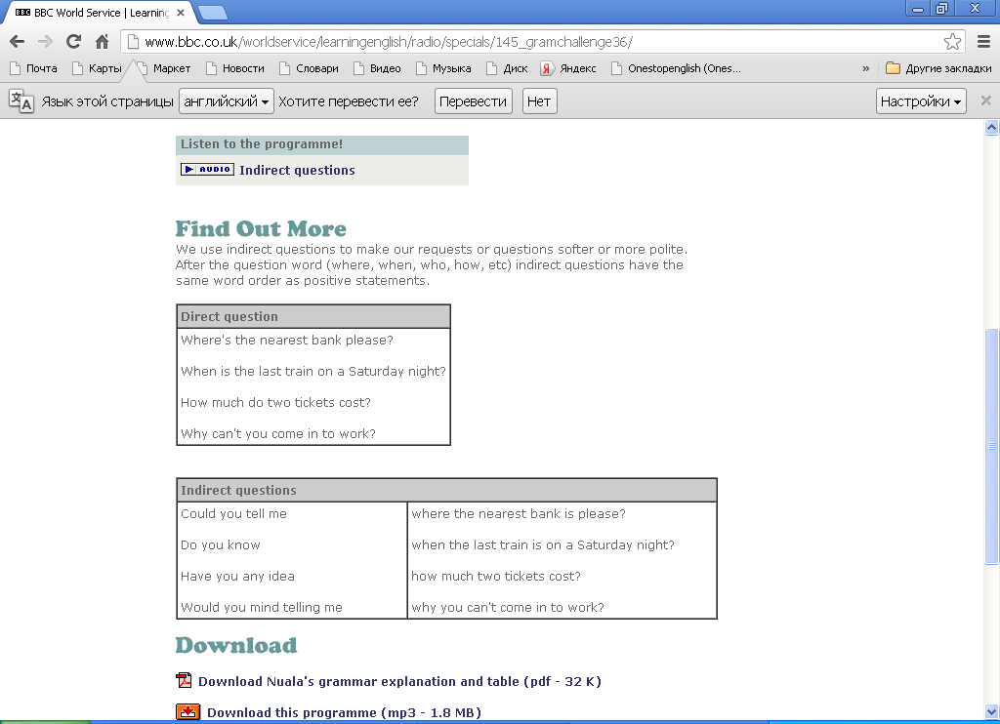 BBC BBC World Service | Learning
www.bbc.co.uk/worldservice/learningenglish/radio/specials/145_gramchallenge36/
Почта Карты Маркет Новости Словари Видео Музыка Диск Я Яндекс Onestopenglish (Ones... » Другие закладки
Язык этой страницы английский Хотите перевести ее? Перевести Нет Настройки
Listen to the programme!
AUDIO Indirect questions
Find Out More
We use indirect questions to make our requests or questions softer or more polite.
After the question word (where, when, who, how, etc) indirect questions have the
same word order as positive statements.
Direct question
Where's the nearest bank please?
When is the last train on a Saturday night?
How much do two tickets cost?
Why can't you come in to work?
Indirect questions
Could you tell me where the nearest bank is please?
Do you know when the last train is on a Saturday night?
Have you any idea how much two tickets cost?
Would you mind telling me why you can't come in to work?
Download
Download Nuala's grammar explanation and table (pdf - 32 K)
Download this programme (mp3 - 1.8 MB)